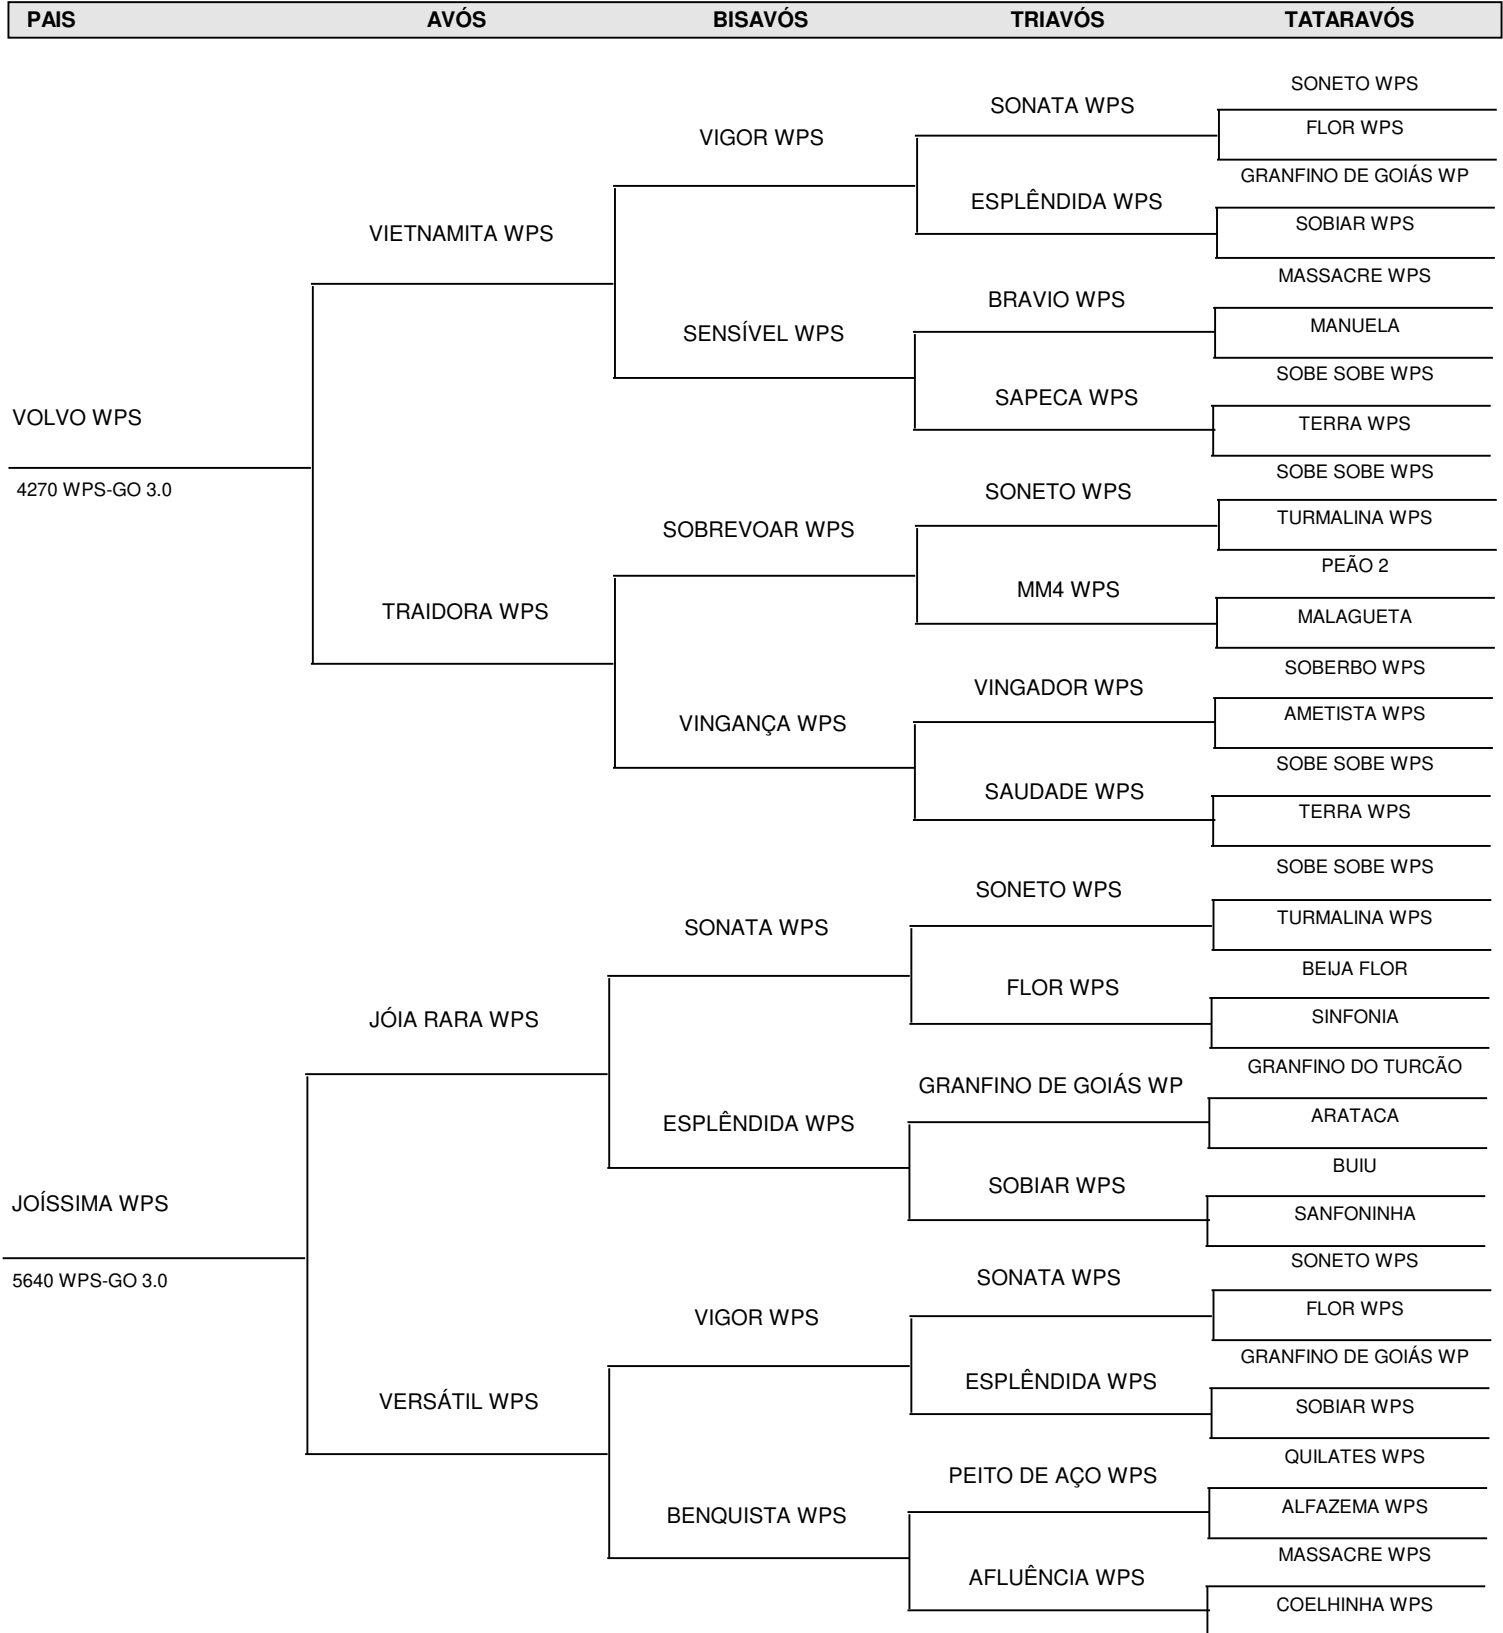 PAIS AVÓS BISAVÓS TRIAVÓS TATARAVÓS
SONETO WPS
SONATA WPS
FLOR WPS
VIGOR WPS
GRANFINO DE GOIÁS WP
ESPLÊNDIDA WPS
SOBIAR WPS
VIETNAMITA WPS
MASSACRE WPS
BRAVIO WPS
MANUELA
SENSÍVEL WPS
SOBE SOBE WPS
SAPECA WPS
TERRA WPS
VOLVO WPS
4270 WPS-GO 3.0
SOBE SOBE WPS
SONETO WPS
TURMALINA WPS
SOBREVOAR WPS
PEÃO 2
MM4 WPS
MALAGUETA
TRAIDORA WPS
SOBERBO WPS
VINGADOR WPS
AMETISTA WPS
VINGANÇA WPS
SOBE SOBE WPS
SAUDADE WPS
TERRA WPS
SOBE SOBE WPS
SONETO WPS
TURMALINA WPS
SONATA WPS
BEIJA FLOR
FLOR WPS
SINFONIA
JÓIA RARA WPS
GRANFINO DO TURCÃO
GRANFINO DE GOIÁS WP
ARATACA
ESPLÊNDIDA WPS
BUIU
SOBIAR WPS
SANFONINHA
JOÍSSIMA WPS
5640 WPS-GO 3.0
SONETO WPS
SONATA WPS
FLOR WPS
VIGOR WPS
GRANFINO DE GOIÁS WP
ESPLÊNDIDA WPS
SOBIAR WPS
VERSÁTIL WPS
QUILATES WPS
PEITO DE AÇO WPS
ALFAZEMA WPS
BENQUISTA WPS
MASSACRE WPS
AFLUÊNCIA WPS
COELHINHA WPS